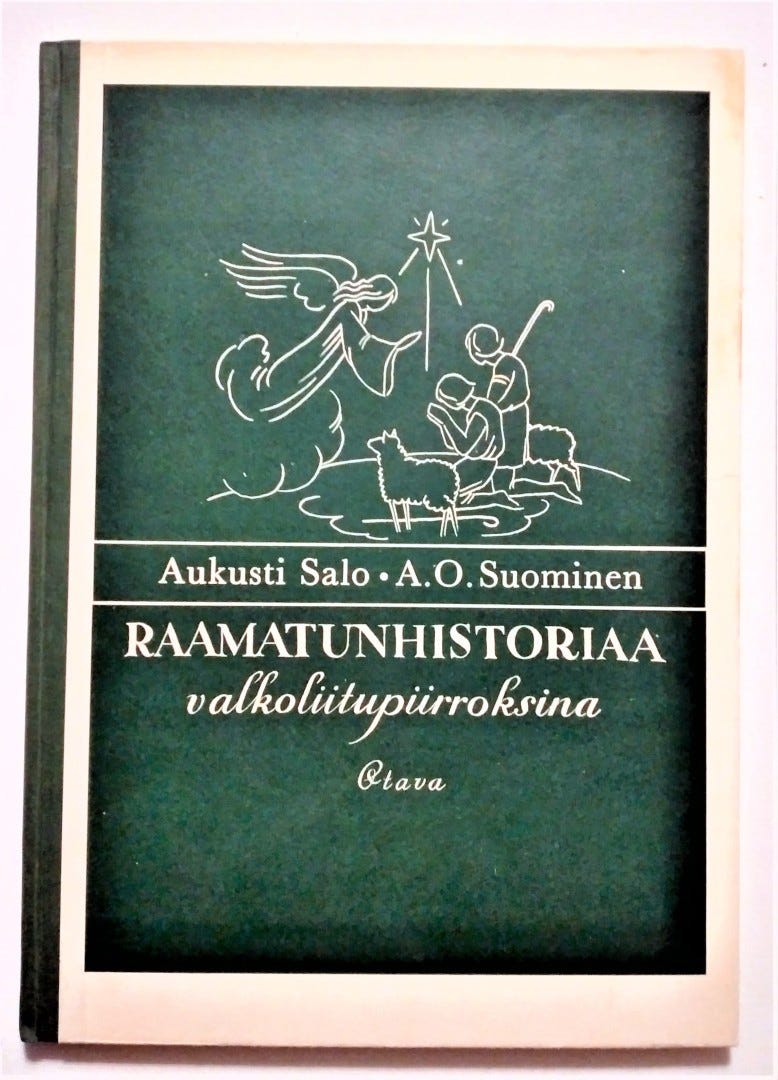 Aukusti Salo • A. O. Suominen
RAAMATUNHISTORIAA
valkoliitupiirroksina
Otava